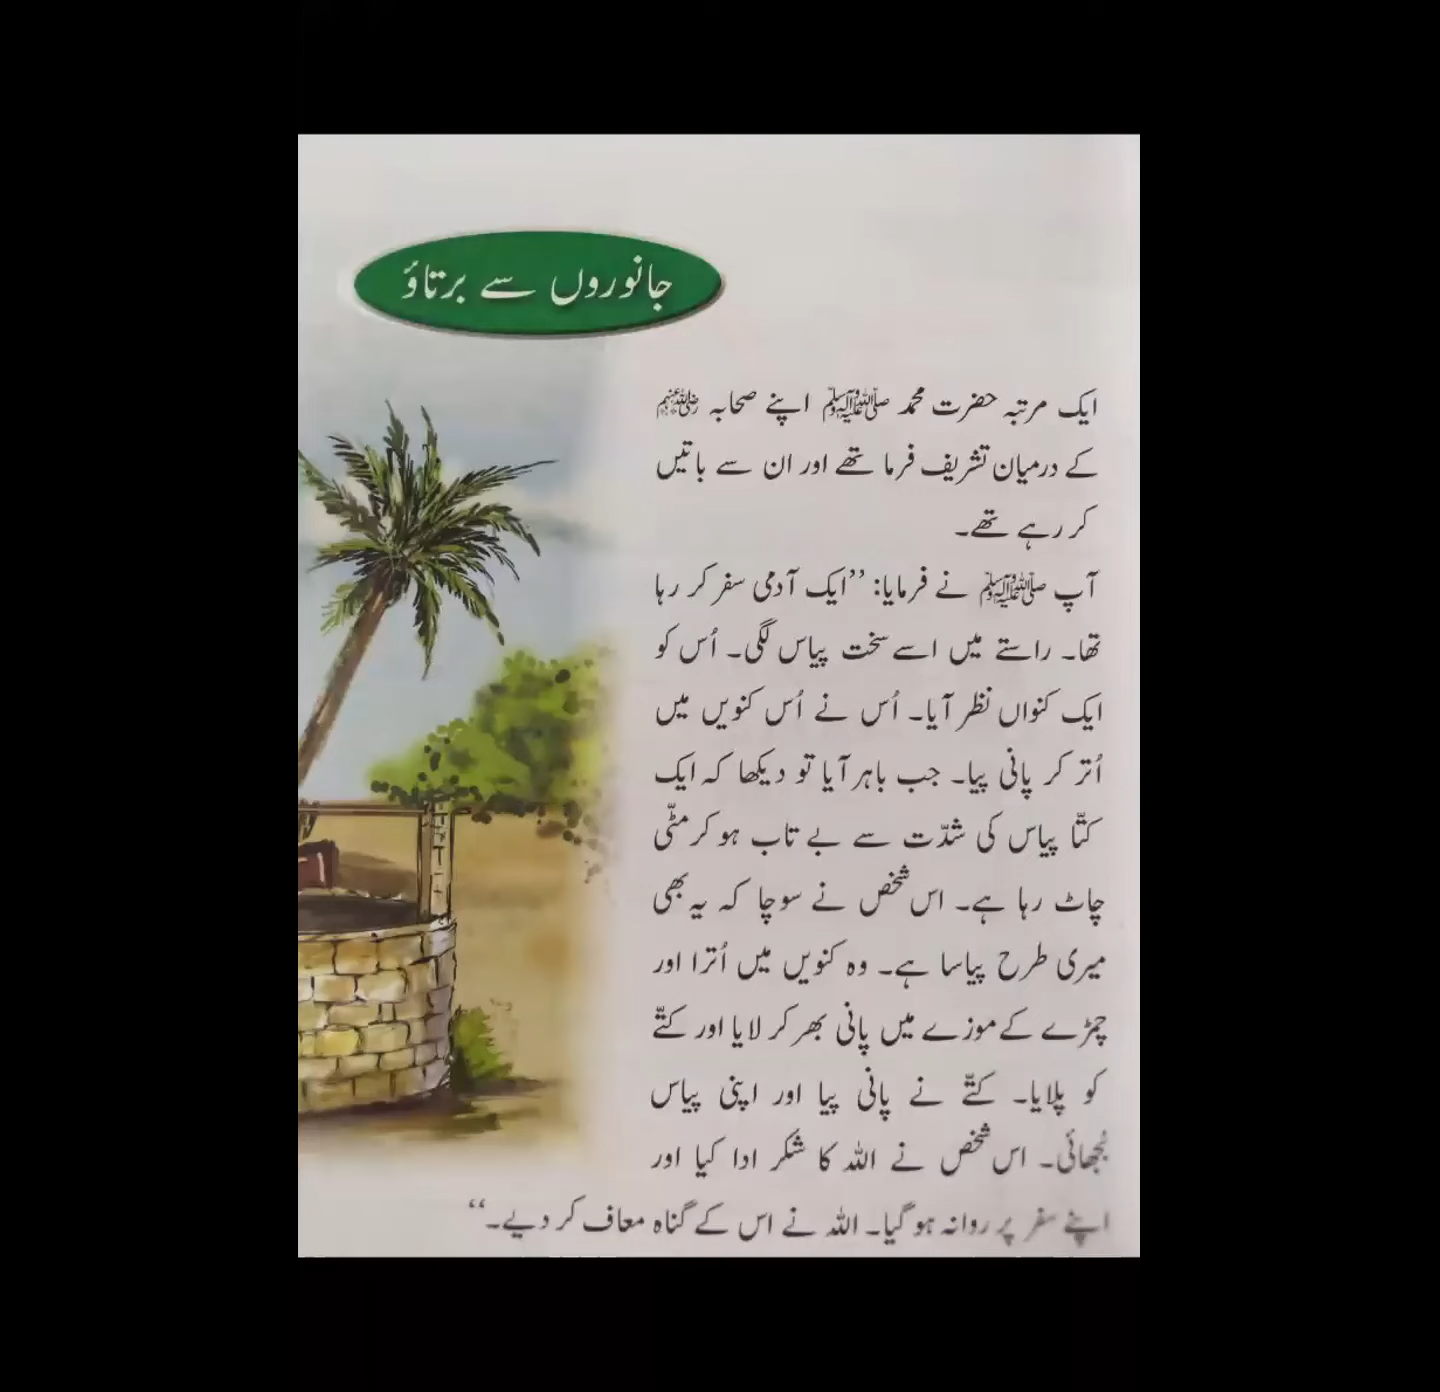 جانوروں سے برتاؤ
ایک مرتبہ حضرت محمد ﷺ اپنے صحابہ رضی اللہ عنہم
کے درمیان تشریف فرما تھے اور ان سے باتیں
کر رہے تھے۔
آپ ﷺ نے فرمایا: ’’ایک آدمی سفر کر رہا
تھا۔ راستے میں اسے سخت پیاس لگی۔ اُس کو
ایک کنواں نظر آیا۔ اُس نے اُس کنویں میں
اُتر کر پانی پیا۔ جب باہر آیا تو دیکھا کہ ایک
کتّا پیاس کی شدّت سے بے تاب ہو کر مٹّی
چاٹ رہا ہے۔ اس شخص نے سوچا کہ یہ بھی
میری طرح پیاسا ہے۔ وہ کنویں میں اُترا اور
چمڑے کے موزے میں پانی بھر کر لایا اور کتّے
کو پلایا۔ کتّے نے پانی پیا اور اپنی پیاس
بُجھائی۔ اس شخص نے اللہ کا شکر ادا کیا اور
اپنے سفر پر روانہ ہو گیا۔ اللہ نے اس کے گناہ معاف کر دیے۔‘‘